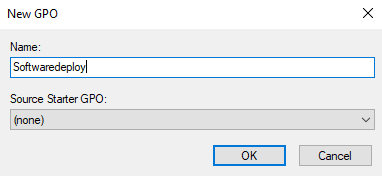 New GPO
Name:
Softwaredeploy
Source Starter GPO:
(none)
OK
Cancel